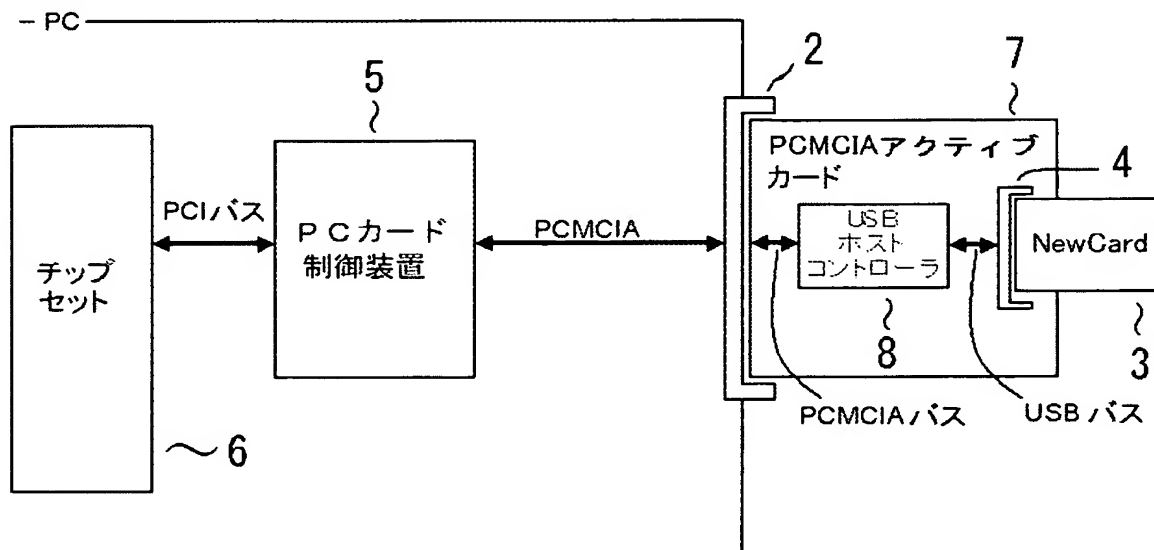 PC
2
7
5
PCMCIAアクティブ
カード
4
PCIバス
PCカード
制御装置
PCMCIA
USB
ホスト
コントローラ
NewCard
チップ
セット
8
3
PCMCIAバス
USBバス
6